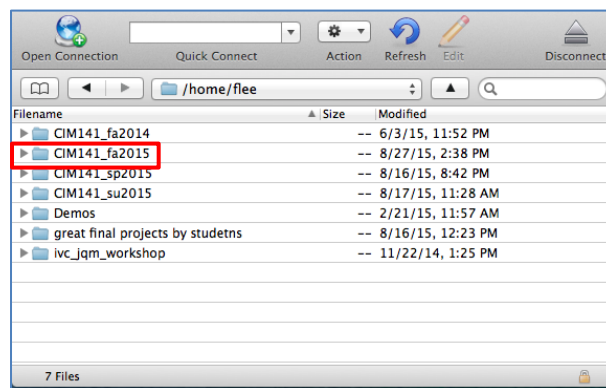 Open Connection Quick Connect Action Refresh Edit Disconnect
/home/flee
Filename Size Modified
CIM141_fa2014 -- 6/3/15, 11:52 PM
CIM141_fa2015 -- 8/27/15, 2:38 PM
CIM141_sp2015 -- 8/16/15, 8:42 PM
CIM141_su2015 -- 8/17/15, 11:28 AM
Demos -- 2/21/15, 11:57 AM
great final projects by studetns -- 8/16/15, 12:23 PM
ivc_jqm_workshop -- 11/22/14, 1:25 PM
7 Files